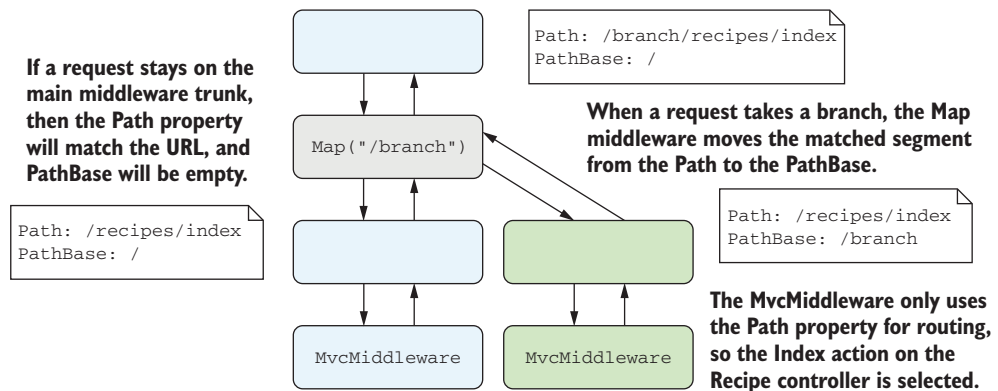 Path: /branch/recipes/index
PathBase: /
If a request stays on the
main middleware trunk,
then the Path property
will match the URL, and
PathBase will be empty.
When a request takes a branch, the Map
middleware moves the matched segment
from the Path to the PathBase.
Map("/branch")
Path: /recipes/index
PathBase: /
Path: /recipes/index
PathBase: /branch
The MvcMiddleware only uses
the Path property for routing,
so the Index action on the
Recipe controller is selected.
MvcMiddleware
MvcMiddleware